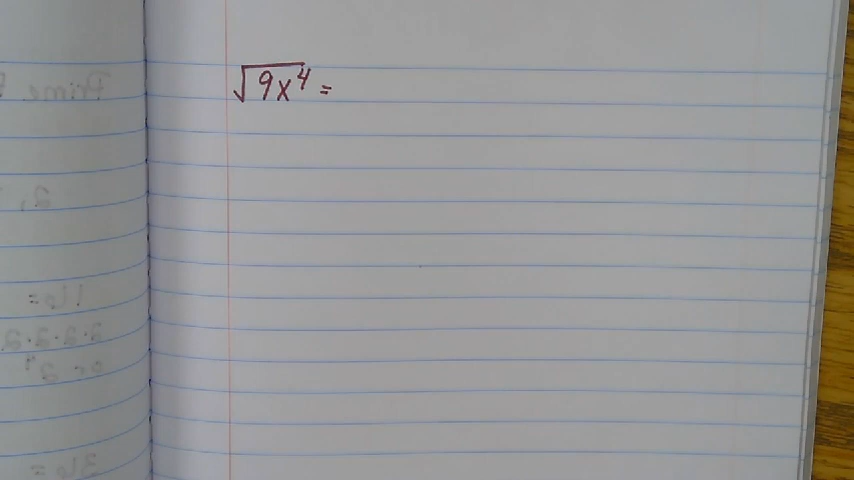 √9x⁴ =